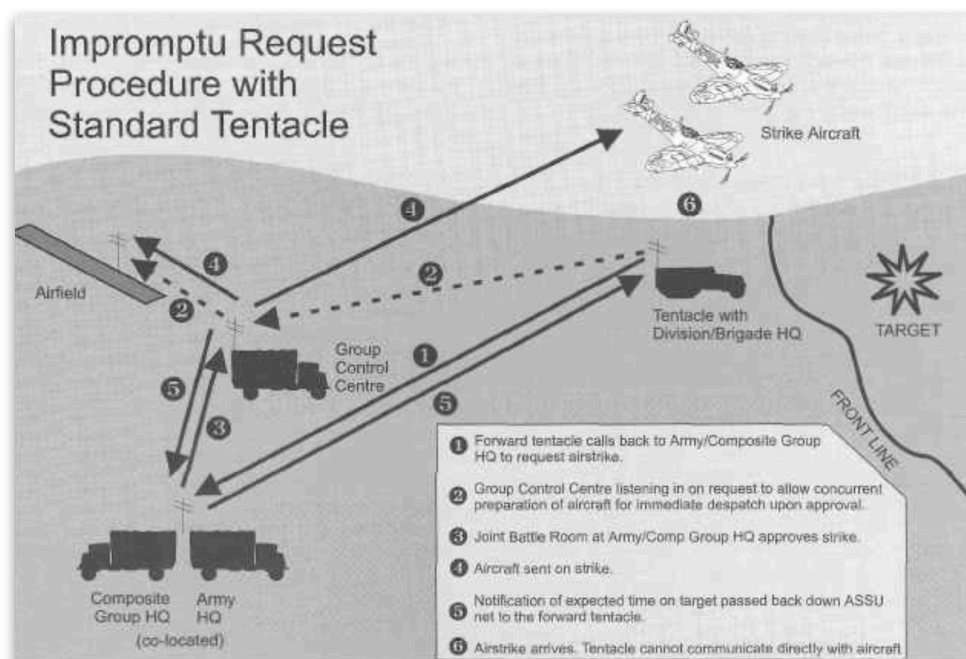 Impromptu Request
Procedure with
Standard Tentacle
Strike Aircraft
4
6
4
2
2
Airfield
Tentacle with
Division/Brigade HQ
TARGET
Group
Control
Centre
1
5
5
3
FRONT LINE
Composite
Group HQ
Army
HQ
(co-located)
1 Forward tentacle calls back to Army/Composite Group
HQ to request airstrike.
2 Group Control Centre listening in on request to allow concurrent
preparation of aircraft for immediate despatch upon approval.
3 Joint Battle Room at Army/Comp Group HQ approves strike.
4 Aircraft sent on strike.
5 Notification of expected time on target passed back down ASSU
net to the forward tentacle.
6 Airstrike arrives. Tentacle cannot communicate directly with aircraft